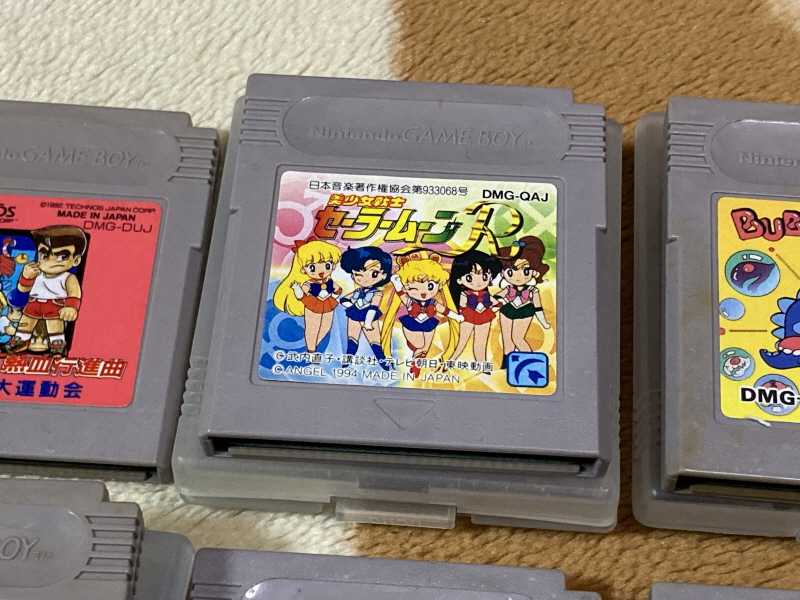 Nintendo GAME BOY TM
日本音楽著作権協会第933068号
DMG-QAJ
美少女戦士
セーラームーンR
©武内直子・講談社・テレビ朝日・東映動画
©ANGEL 1994 MADE IN JAPAN
GAME BOY TM
©1992 TECHNOS JAPAN CORP.
MADE IN JAPAN
DMG-DUJ
熱血行進曲
大運動会
DMG-
BOY TM